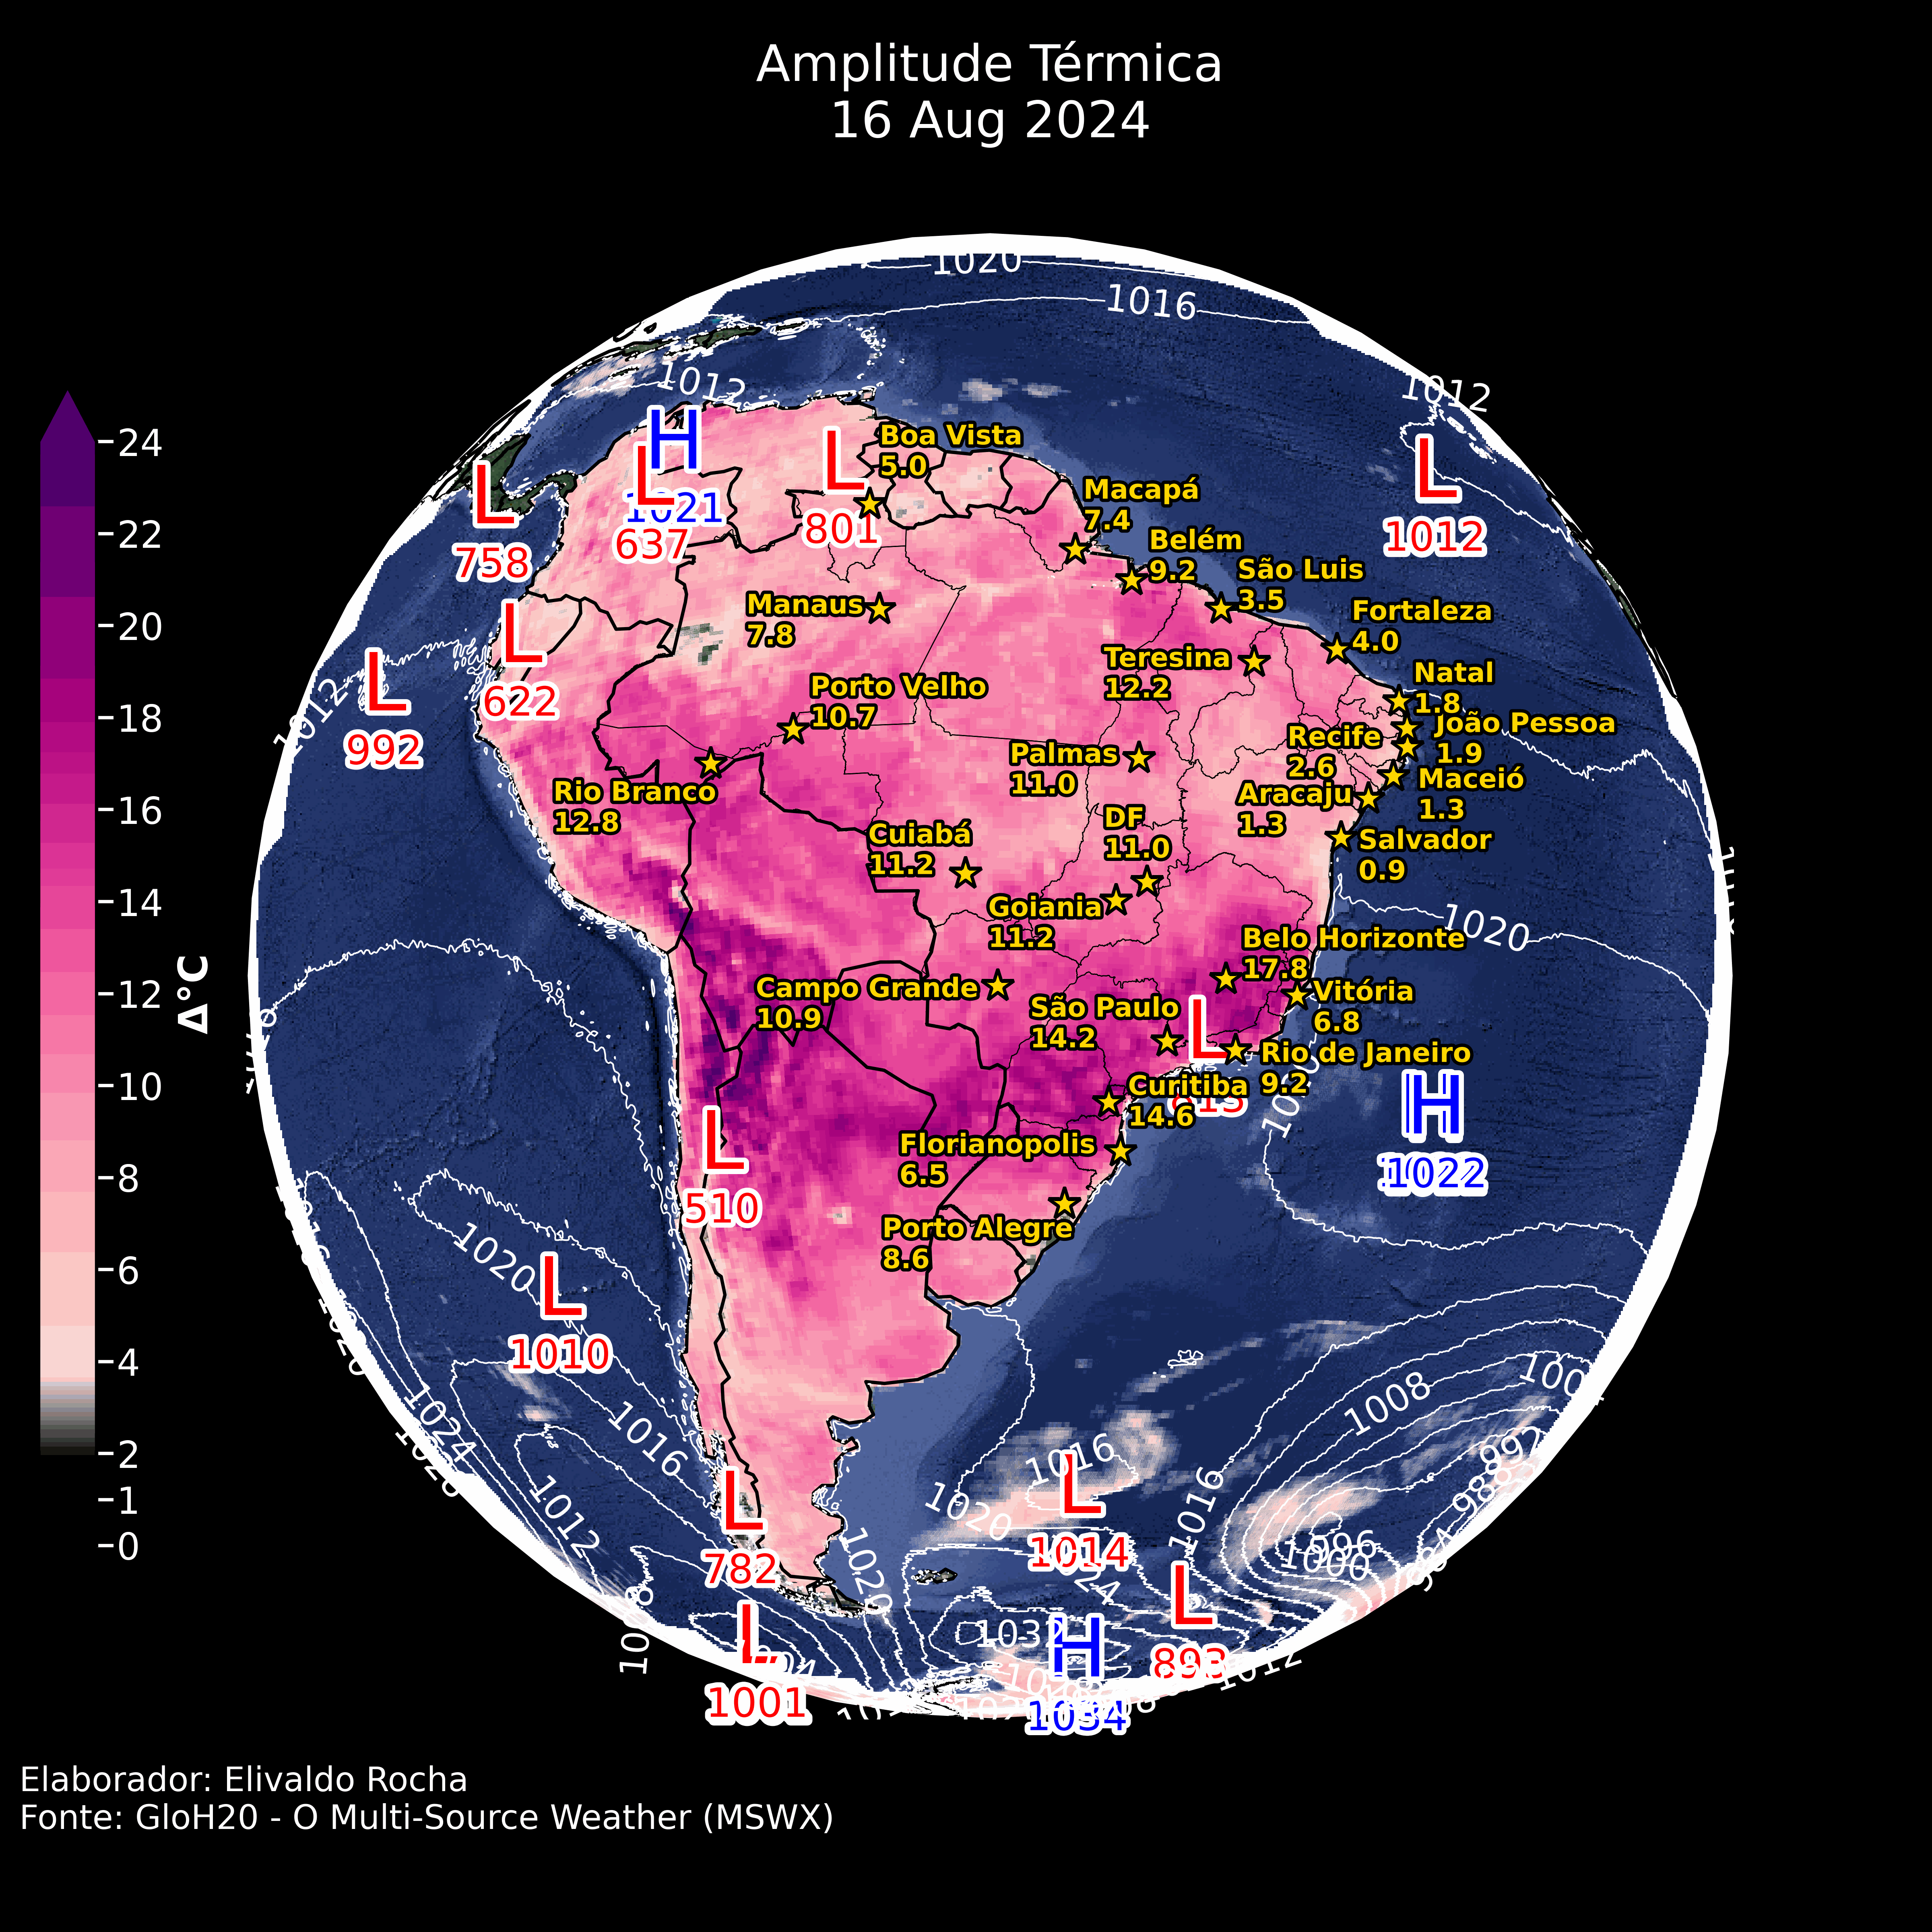 Amplitude Térmica
16 Aug 2024
1020
1016
1012
1012
H
1021
L
637
L
801
L
758
L
1012
L
622
L
992
1012
Boa Vista
5.0
Macapá
7.4
Belém
9.2
São Luis
3.5
Fortaleza
4.0
Manaus
7.8
Teresina
12.2
Natal
1.8
Porto Velho
10.7
João Pessoa
1.9
Recife
2.6
Palmas
11.0
Maceió
1.3
Rio Branco
12.8
Aracaju
1.3
DF
11.0
Cuiabá
11.2
Salvador
0.9
Goiania
11.2
1020
Belo Horizonte
17.8
Campo Grande
10.9
Vitória
6.8
São Paulo
14.2
L
Rio de Janeiro
9.2
Curitiba
14.6
H
1022
Florianopolis
6.5
L
510
Porto Alegre
8.6
1020
L
1010
1008
1024
1016
1016
992
1012
1020
1016
L
1014
L
782
996
1000
1020
1008
L
893
1032
H
1034
L
1001
1012
24
22
20
18
16
14
12
10
8
6
4
2
1
0
Δ°C
Elaborador: Elivaldo Rocha
Fonte: GloH20 - O Multi-Source Weather (MSWX)